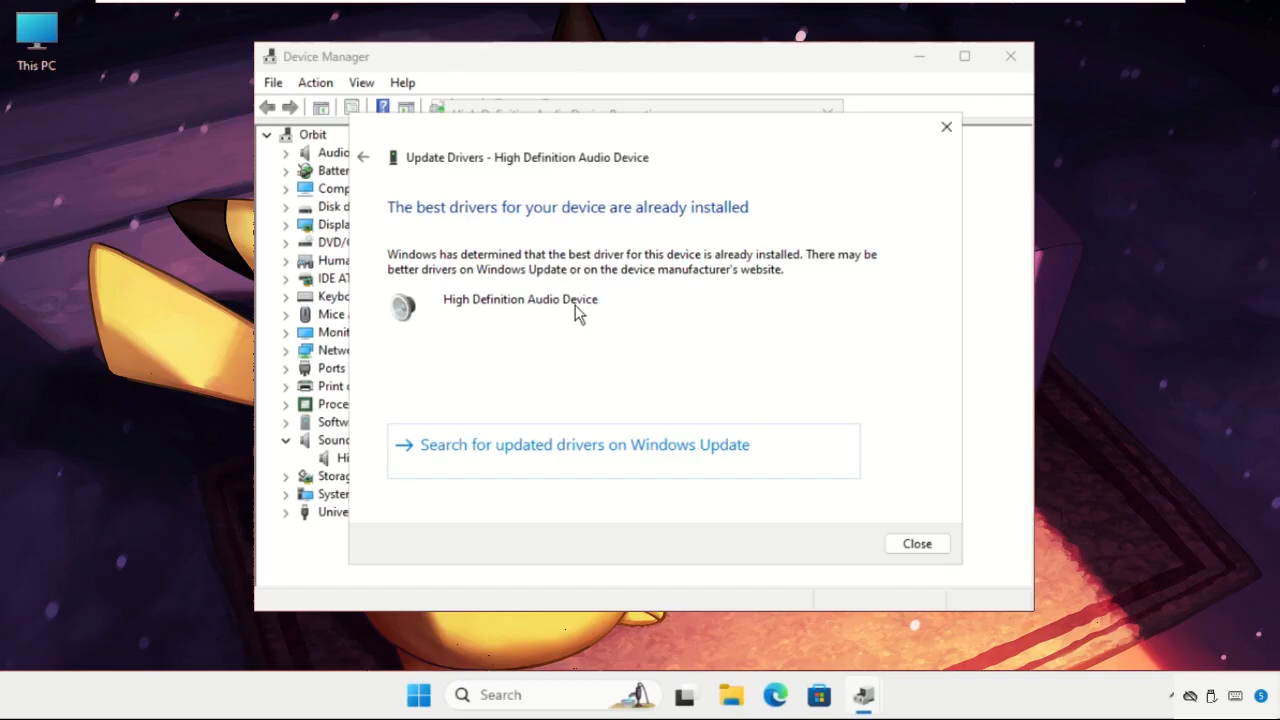 This PC
Device Manager
File Action View Help
Orbit
Audio
Batter
Comp
Disk d
Displa
DVD/
Huma
IDE AT
Keybo
Mice a
Monit
Netwo
Ports
Print
Proce
Softw
Sound
Hi
Storag
System
Unive
Update Drivers - High Definition Audio Device
The best drivers for your device are already installed
Windows has determined that the best driver for this device is already installed. There may be
better drivers on Windows Update or on the device manufacturer's website.
High Definition Audio Device
Search for updated drivers on Windows Update
Close
Search
5